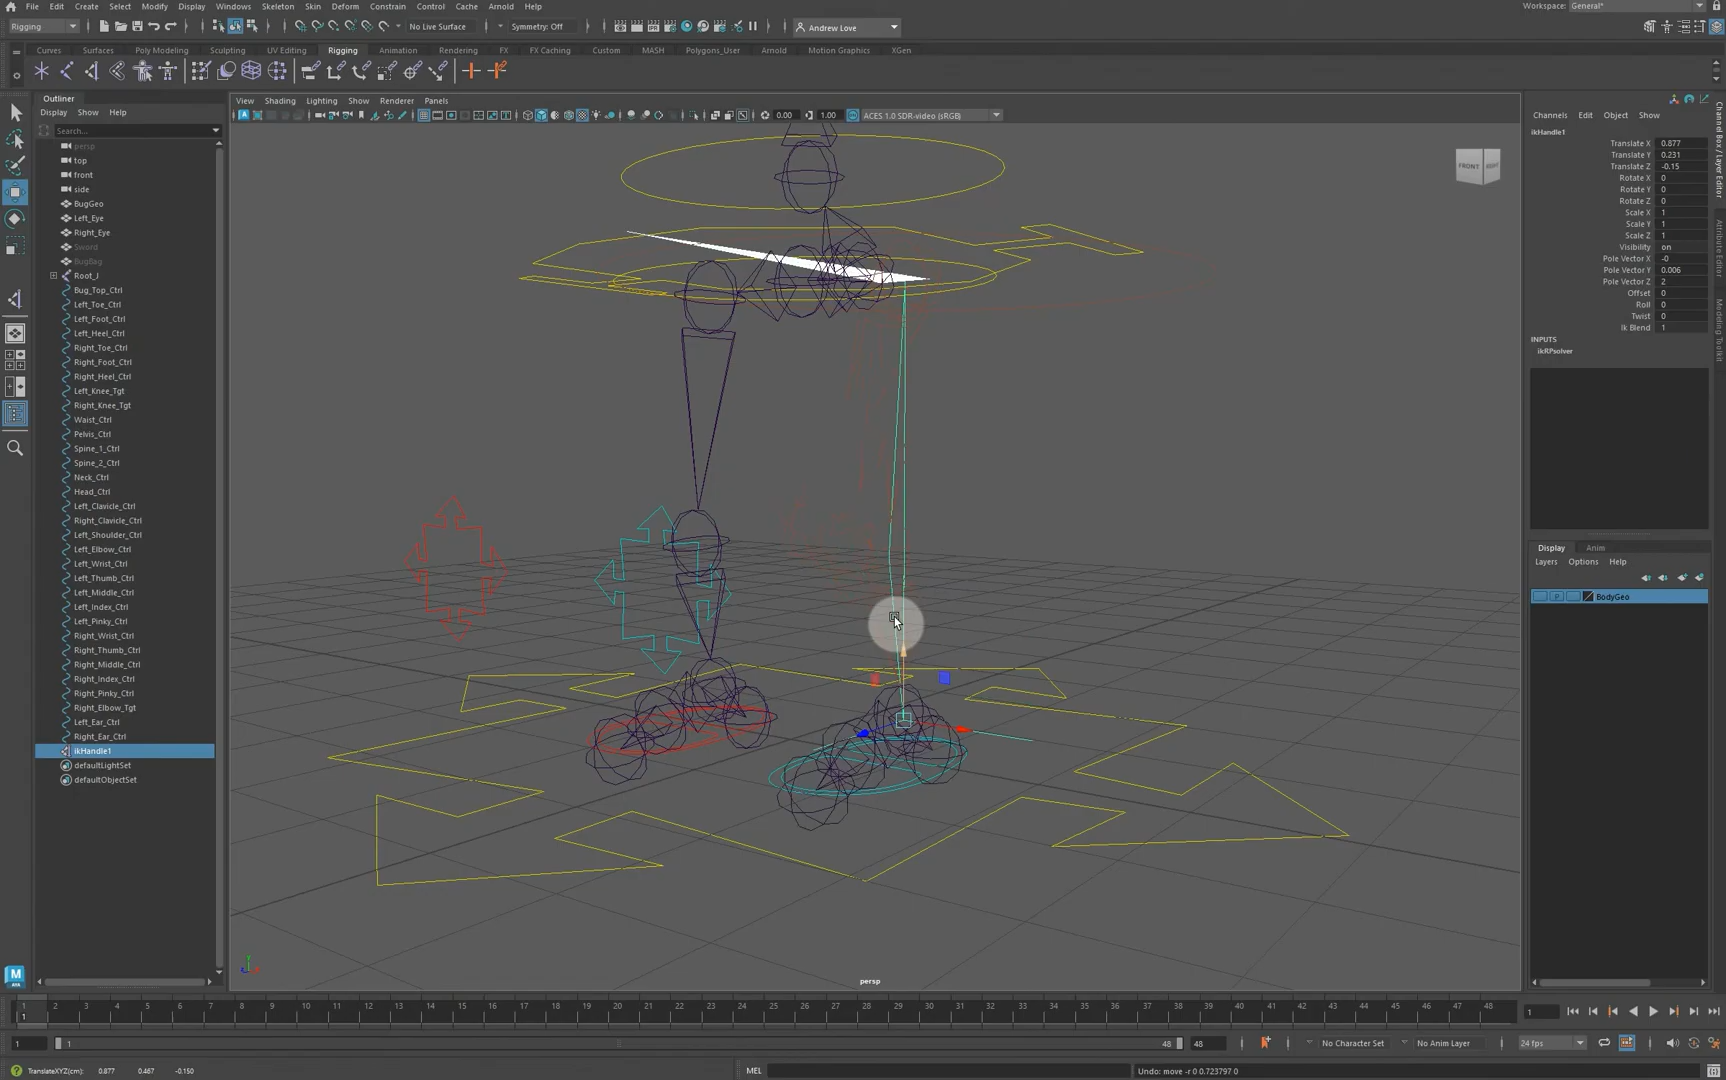 File Edit Create Select Modify Display Windows Skeleton Skin Deform Constrain Control Cache Arnold Help
Workspace: General*
Rigging
No Live Surface
Symmetry: Off
Andrew Love
Curves Surfaces Poly Modeling Sculpting UV Editing Rigging Animation Rendering FX FX Caching Custom MASH Polygons_User Arnold Motion Graphics XGen
Outliner
Display Show Help
Search...
persp
top
front
side
BugGeo
Left_Eye
Right_Eye
Sword
BugBag
Root_J
Bug_Top_Ctrl
Left_Toe_Ctrl
Left_Foot_Ctrl
Left_Heel_Ctrl
Right_Toe_Ctrl
Right_Foot_Ctrl
Right_Heel_Ctrl
Left_Knee_Tgt
Right_Knee_Tgt
Waist_Ctrl
Pelvis_Ctrl
Spine_1_Ctrl
Spine_2_Ctrl
Neck_Ctrl
Head_Ctrl
Left_Clavicle_Ctrl
Right_Clavicle_Ctrl
Left_Shoulder_Ctrl
Left_Elbow_Ctrl
Left_Wrist_Ctrl
Left_Thumb_Ctrl
Left_Middle_Ctrl
Left_Index_Ctrl
Left_Pinky_Ctrl
Right_Wrist_Ctrl
Right_Thumb_Ctrl
Right_Middle_Ctrl
Right_Index_Ctrl
Right_Pinky_Ctrl
Right_Elbow_Tgt
Left_Ear_Ctrl
Right_Ear_Ctrl
ikHandle1
defaultLightSet
defaultObjectSet
View Shading Lighting Show Renderer Panels
0.00 1.00 ACES 1.0 SDR-video (sRGB)
FRONT RIGHT
persp
Channels Edit Object Show
ikHandle1
Translate X 0.877
Translate Y 0.231
Translate Z -0.15
Rotate X 0
Rotate Y 0
Rotate Z 0
Scale X 1
Scale Y 1
Scale Z 1
Visibility on
Pole Vector X -0
Pole Vector Y 0.006
Pole Vector Z 2
Offset 0
Roll 0
Twist 0
Ik Blend 1
INPUTS
ikRPsolver
Display Anim
Layers Options Help
P BodyGeo
Channel Box / Layer Editor
Attribute Editor
Modeling Toolkit
1 2 3 4 5 6 7 8 9 10 11 12 13 14 15 16 17 18 19 20 21 22 23 24 25 26 27 28 29 30 31 32 33 34 35 36 37 38 39 40 41 42 43 44 45 46 47 48 1
1 1 48 48 No Character Set No Anim Layer 24 fps
TranslateXYZ(cm): 0.877 0.467 -0.150
MEL
Undo: move -r 0 0.723797 0